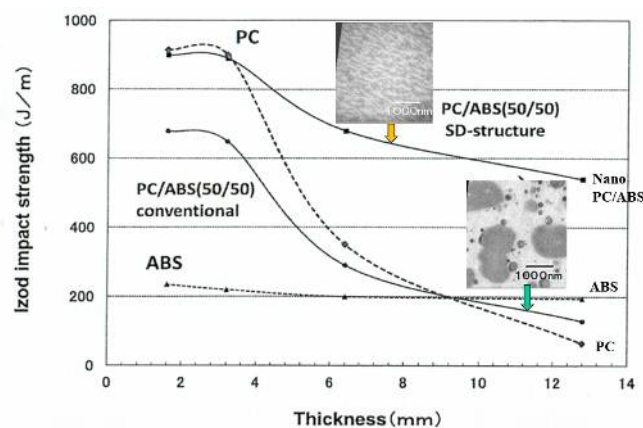 1000
800
600
400
200
0
Izod impact strength (J/m)
PC
1000nm
PC/ABS(50/50)
SD-structure
PC/ABS(50/50)
conventional
ABS
Nano
PC/ABS
1000nm
ABS
PC
0 2 4 6 8 10 12 14
Thickness(mm)